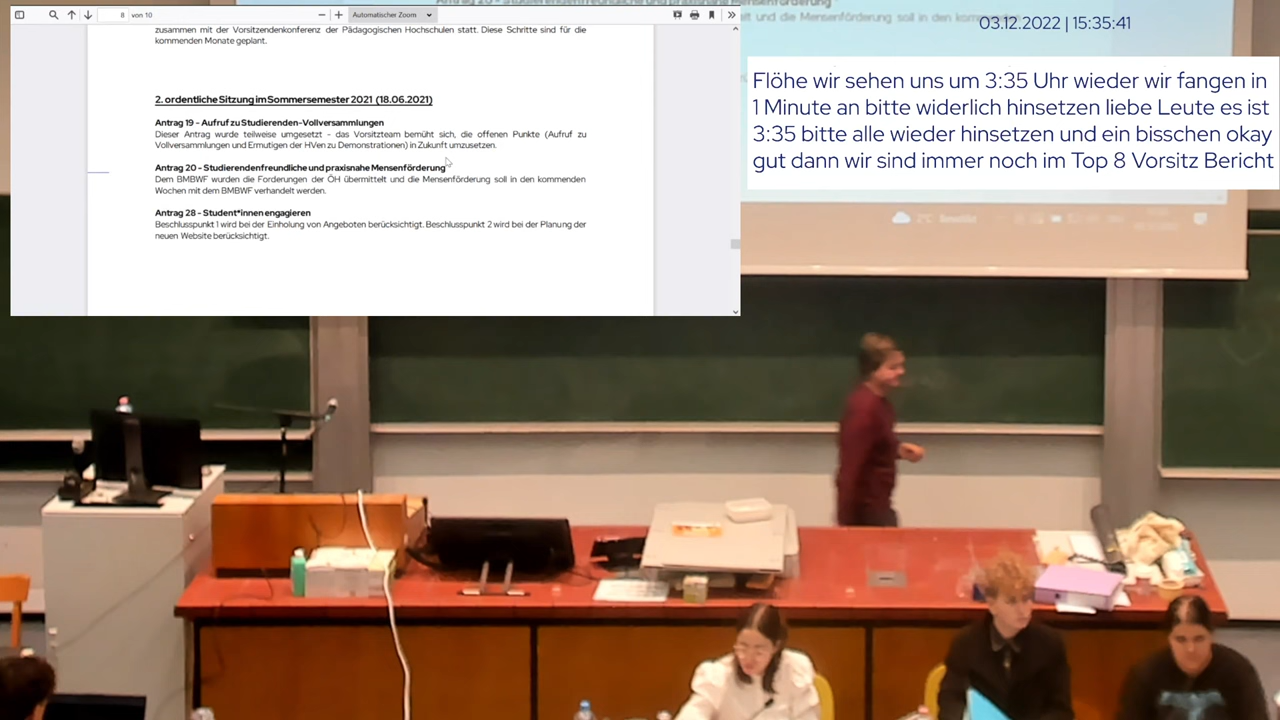 8 von 10
Automatischer Zoom
zusammen mit der Vorsitzendenkonferenz der Pädagogischen Hochschulen statt. Diese Schritte sind für die
kommenden Monate geplant.
2. ordentliche Sitzung im Sommersemester 2021 (18.06.2021)
Antrag 19 - Aufruf zu Studierenden-Vollversammlungen
Dieser Antrag wurde teilweise umgesetzt - das Vorsitzteam bemüht sich, die offenen Punkte (Aufruf zu
Vollversammlungen und Ermutigen der HVen zu Demonstrationen) in Zukunft umzusetzen.
Antrag 20 - Studierendenfreundliche und praxisnahe Mensenförderung
Dem BMBWF wurden die Forderungen der ÖH übermittelt und die Mensenförderung soll in den kommenden
Wochen mit dem BMBWF verhandelt werden.
Antrag 28 - Student*innen engagieren
Beschlusspunkt 1 wird bei der Einholung von Angeboten berücksichtigt. Beschlusspunkt 2 wird bei der Planung der
neuen Website berücksichtigt.
03.12.2022 | 15:35:41
Flöhe wir sehen uns um 3:35 Uhr wieder wir fangen in
1 Minute an bitte widerlich hinsetzen liebe Leute es ist
3:35 bitte alle wieder hinsetzen und ein bisschen okay
gut dann wir sind immer noch im Top 8 Vorsitz Bericht
2°C